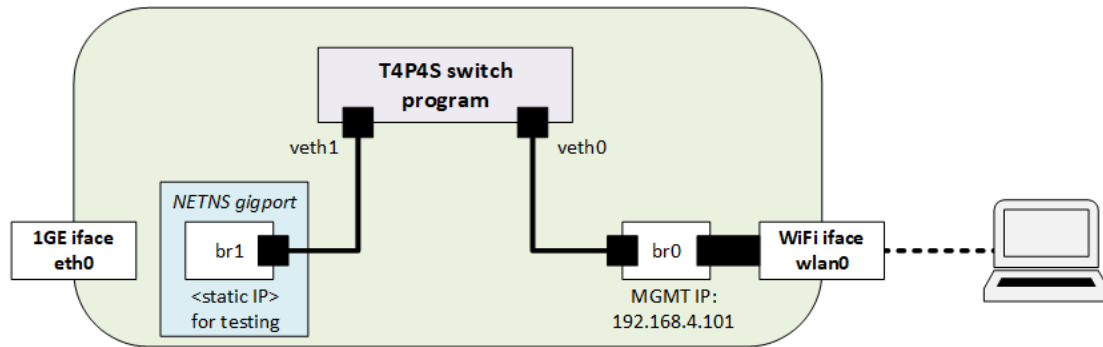 T4P4S switch
program
veth1
veth0
NETNS gigport
1GE iface
eth0
br1
<static IP>
for testing
br0
MGMT IP:
192.168.4.101
WiFi iface
wlan0